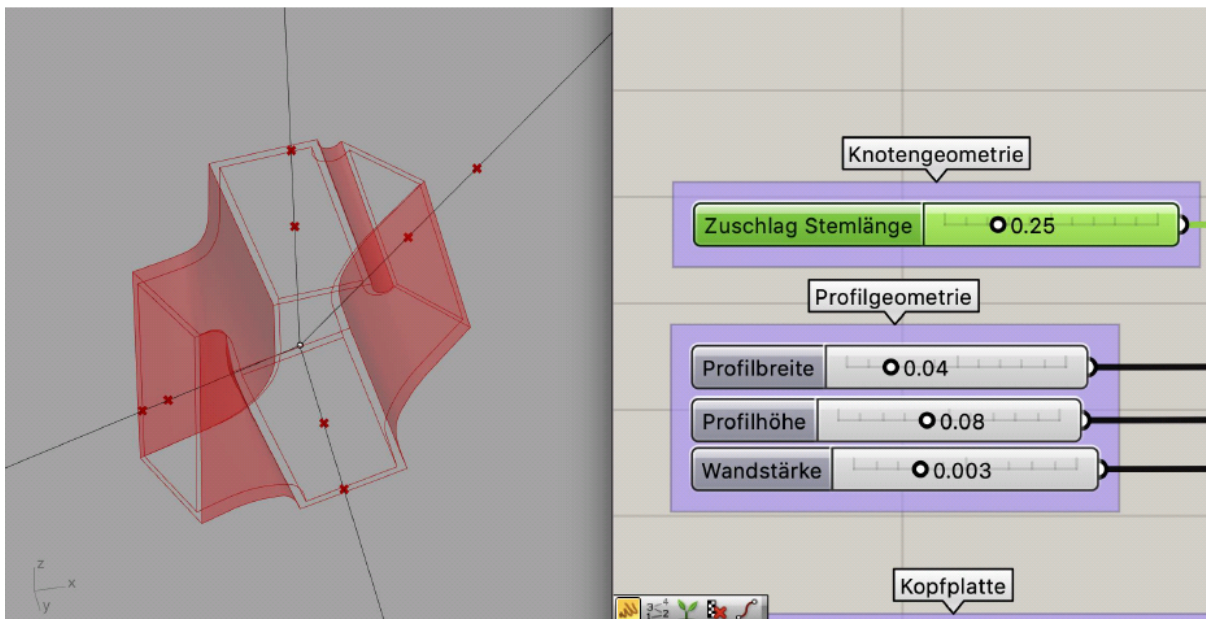 Knotengeometrie
Zuschlag Stemlänge 0.25
Profilgeometrie
Profilbreite 0.04
Profilhöhe 0.08
Wandstärke 0.003
Kopfplatte
z
x
y